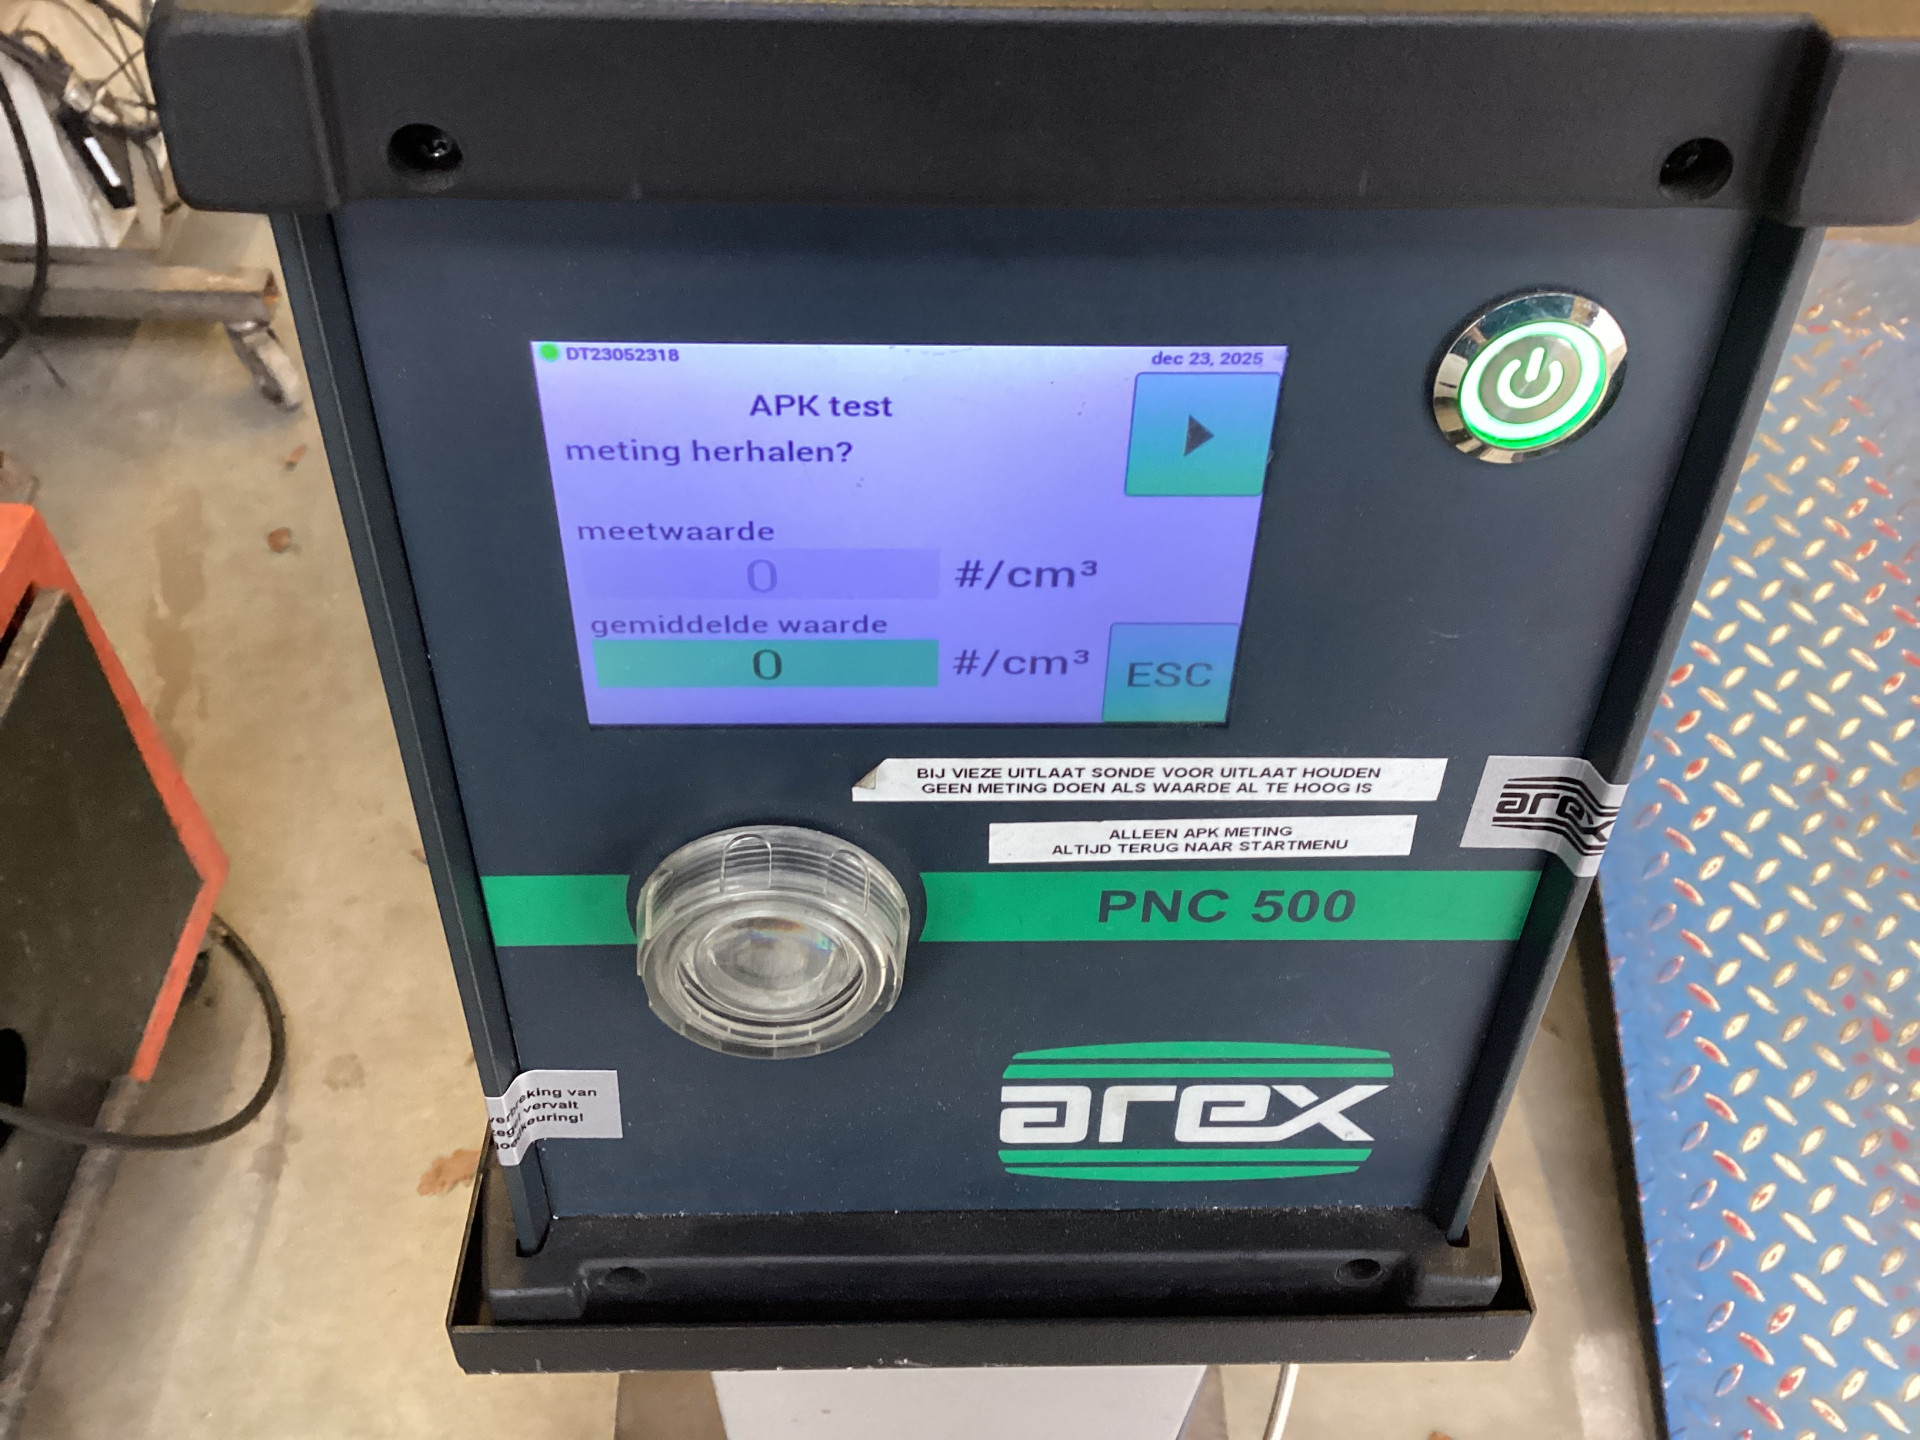 DT23052318
dec 23, 2025
APK test
meting herhalen?
meetwaarde
0 #/cm³
gemiddelde waarde
0 #/cm³
ESC
BIJ VIEZE UITLAAT SONDE VOOR UITLAAT HOUDEN
GEEN METING DOEN ALS WAARDE AL TE HOOG IS
arex
ALLEEN APK METING
ALTIJD TERUG NAAR STARTMENU
PNC 500
arex
van
vervalt